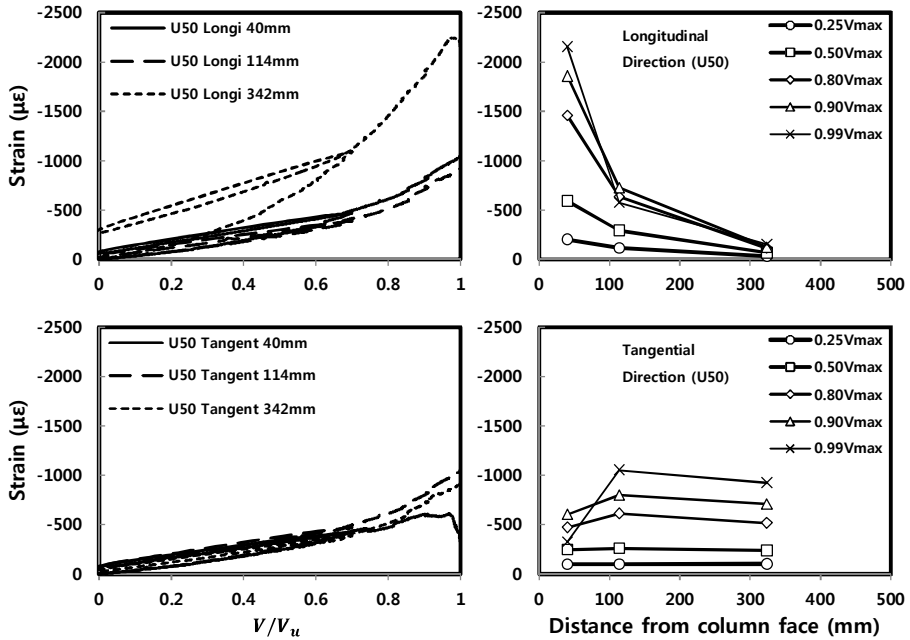 -2500
-2000
-1500
-1000
-500
0
Strain (με)
U50 Longi 40mm
U50 Longi 114mm
U50 Longi 342mm
0 0.2 0.4 0.6 0.8 1
-2500
-2000
-1500
-1000
-500
0
Longitudinal
Direction (U50)
0.25Vmax
0.50Vmax
0.80Vmax
0.90Vmax
0.99Vmax
0 100 200 300 400 500
-2500
-2000
-1500
-1000
-500
0
Strain (με)
U50 Tangent 40mm
U50 Tangent 114mm
U50 Tangent 342mm
0 0.2 0.4 0.6 0.8 1
V/Vu
-2500
-2000
-1500
-1000
-500
0
Tangential
Direction (U50)
0.25Vmax
0.50Vmax
0.80Vmax
0.90Vmax
0.99Vmax
0 100 200 300 400 500
Distance from column face (mm)